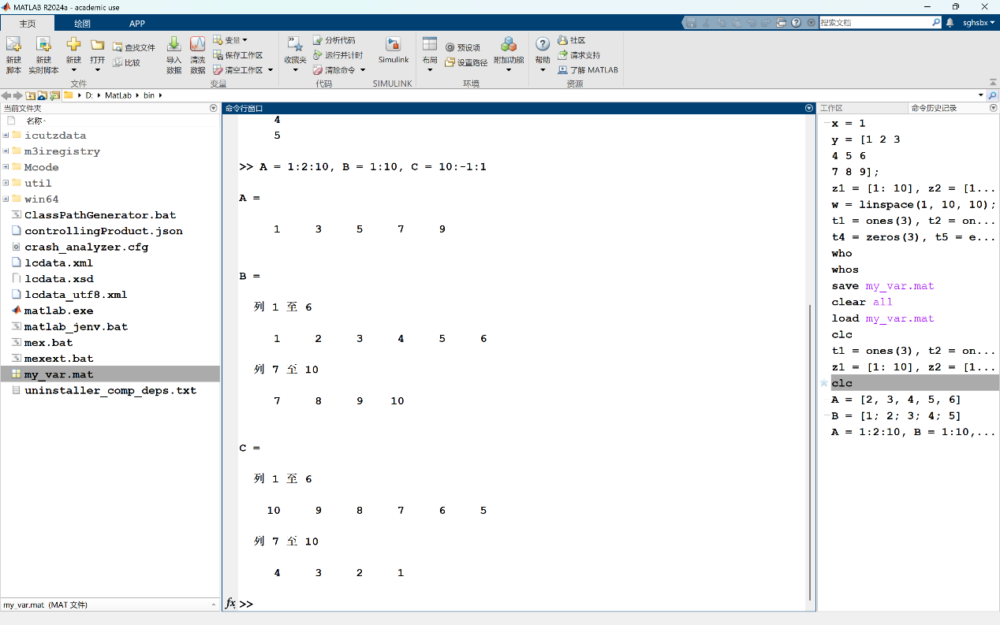 MATLAB R2024a - academic use
主页 绘图 APP
搜索文档 sghsbx
新建脚本 新建实时脚本 新建 打开 查找文件 比较
文件
导入数据 清洗数据 变量 保存工作区 清空工作区
变量
收藏夹 分析代码 运行并计时 清除命令
代码
Simulink
SIMULINK
布局 预设项 设置路径 附加功能
环境
帮助 社区 请求支持 了解 MATLAB
资源
D: MatLab bin
当前文件夹
名称
icutzdata
m3iregistry
Mcode
util
win64
ClassPathGenerator.bat
controllingProduct.json
crash_analyzer.cfg
lcdata.xml
lcdata.xsd
lcdata_utf8.xml
matlab.exe
matlab_jenv.bat
mex.bat
mexext.bat
my_var.mat
uninstaller_comp_deps.txt
my_var.mat (MAT 文件)
命令行窗口
4
5
>> A = 1:2:10, B = 1:10, C = 10:-1:1
A =
1 3 5 7 9
B =
列 1 至 6
1 2 3 4 5 6
列 7 至 10
7 8 9 10
C =
列 1 至 6
10 9 8 7 6 5
列 7 至 10
4 3 2 1
fx >>
工作区 命令历史记录
x = 1
y = [1 2 3
4 5 6
7 8 9];
z1 = [1: 10], z2 = [1...
w = linspace(1, 10, 10);
t1 = ones(3), t2 = on...
t4 = zeros(3), t5 = e...
who
whos
save my_var.mat
clear all
load my_var.mat
clc
t1 = ones(3), t2 = on...
z1 = [1: 10], z2 = [1...
clc
A = [2, 3, 4, 5, 6]
B = [1; 2; 3; 4; 5]
A = 1:2:10, B = 1:10,...